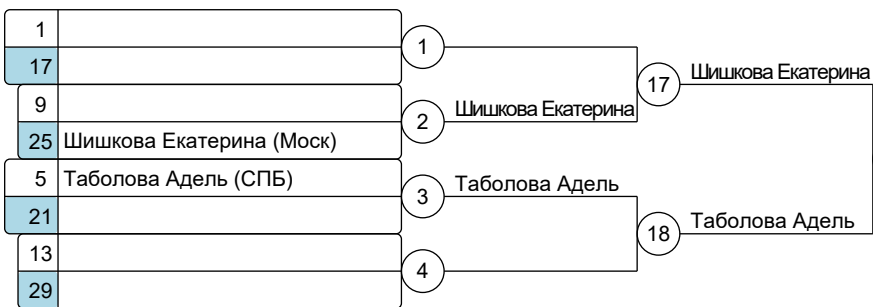 1
17
1
9
25 Шишкова Екатерина (Моск)
2 Шишкова Екатерина
17 Шишкова Екатерина
5 Таболова Адель (СПБ)
21
3 Таболова Адель
13
29
4
18 Таболова Адель